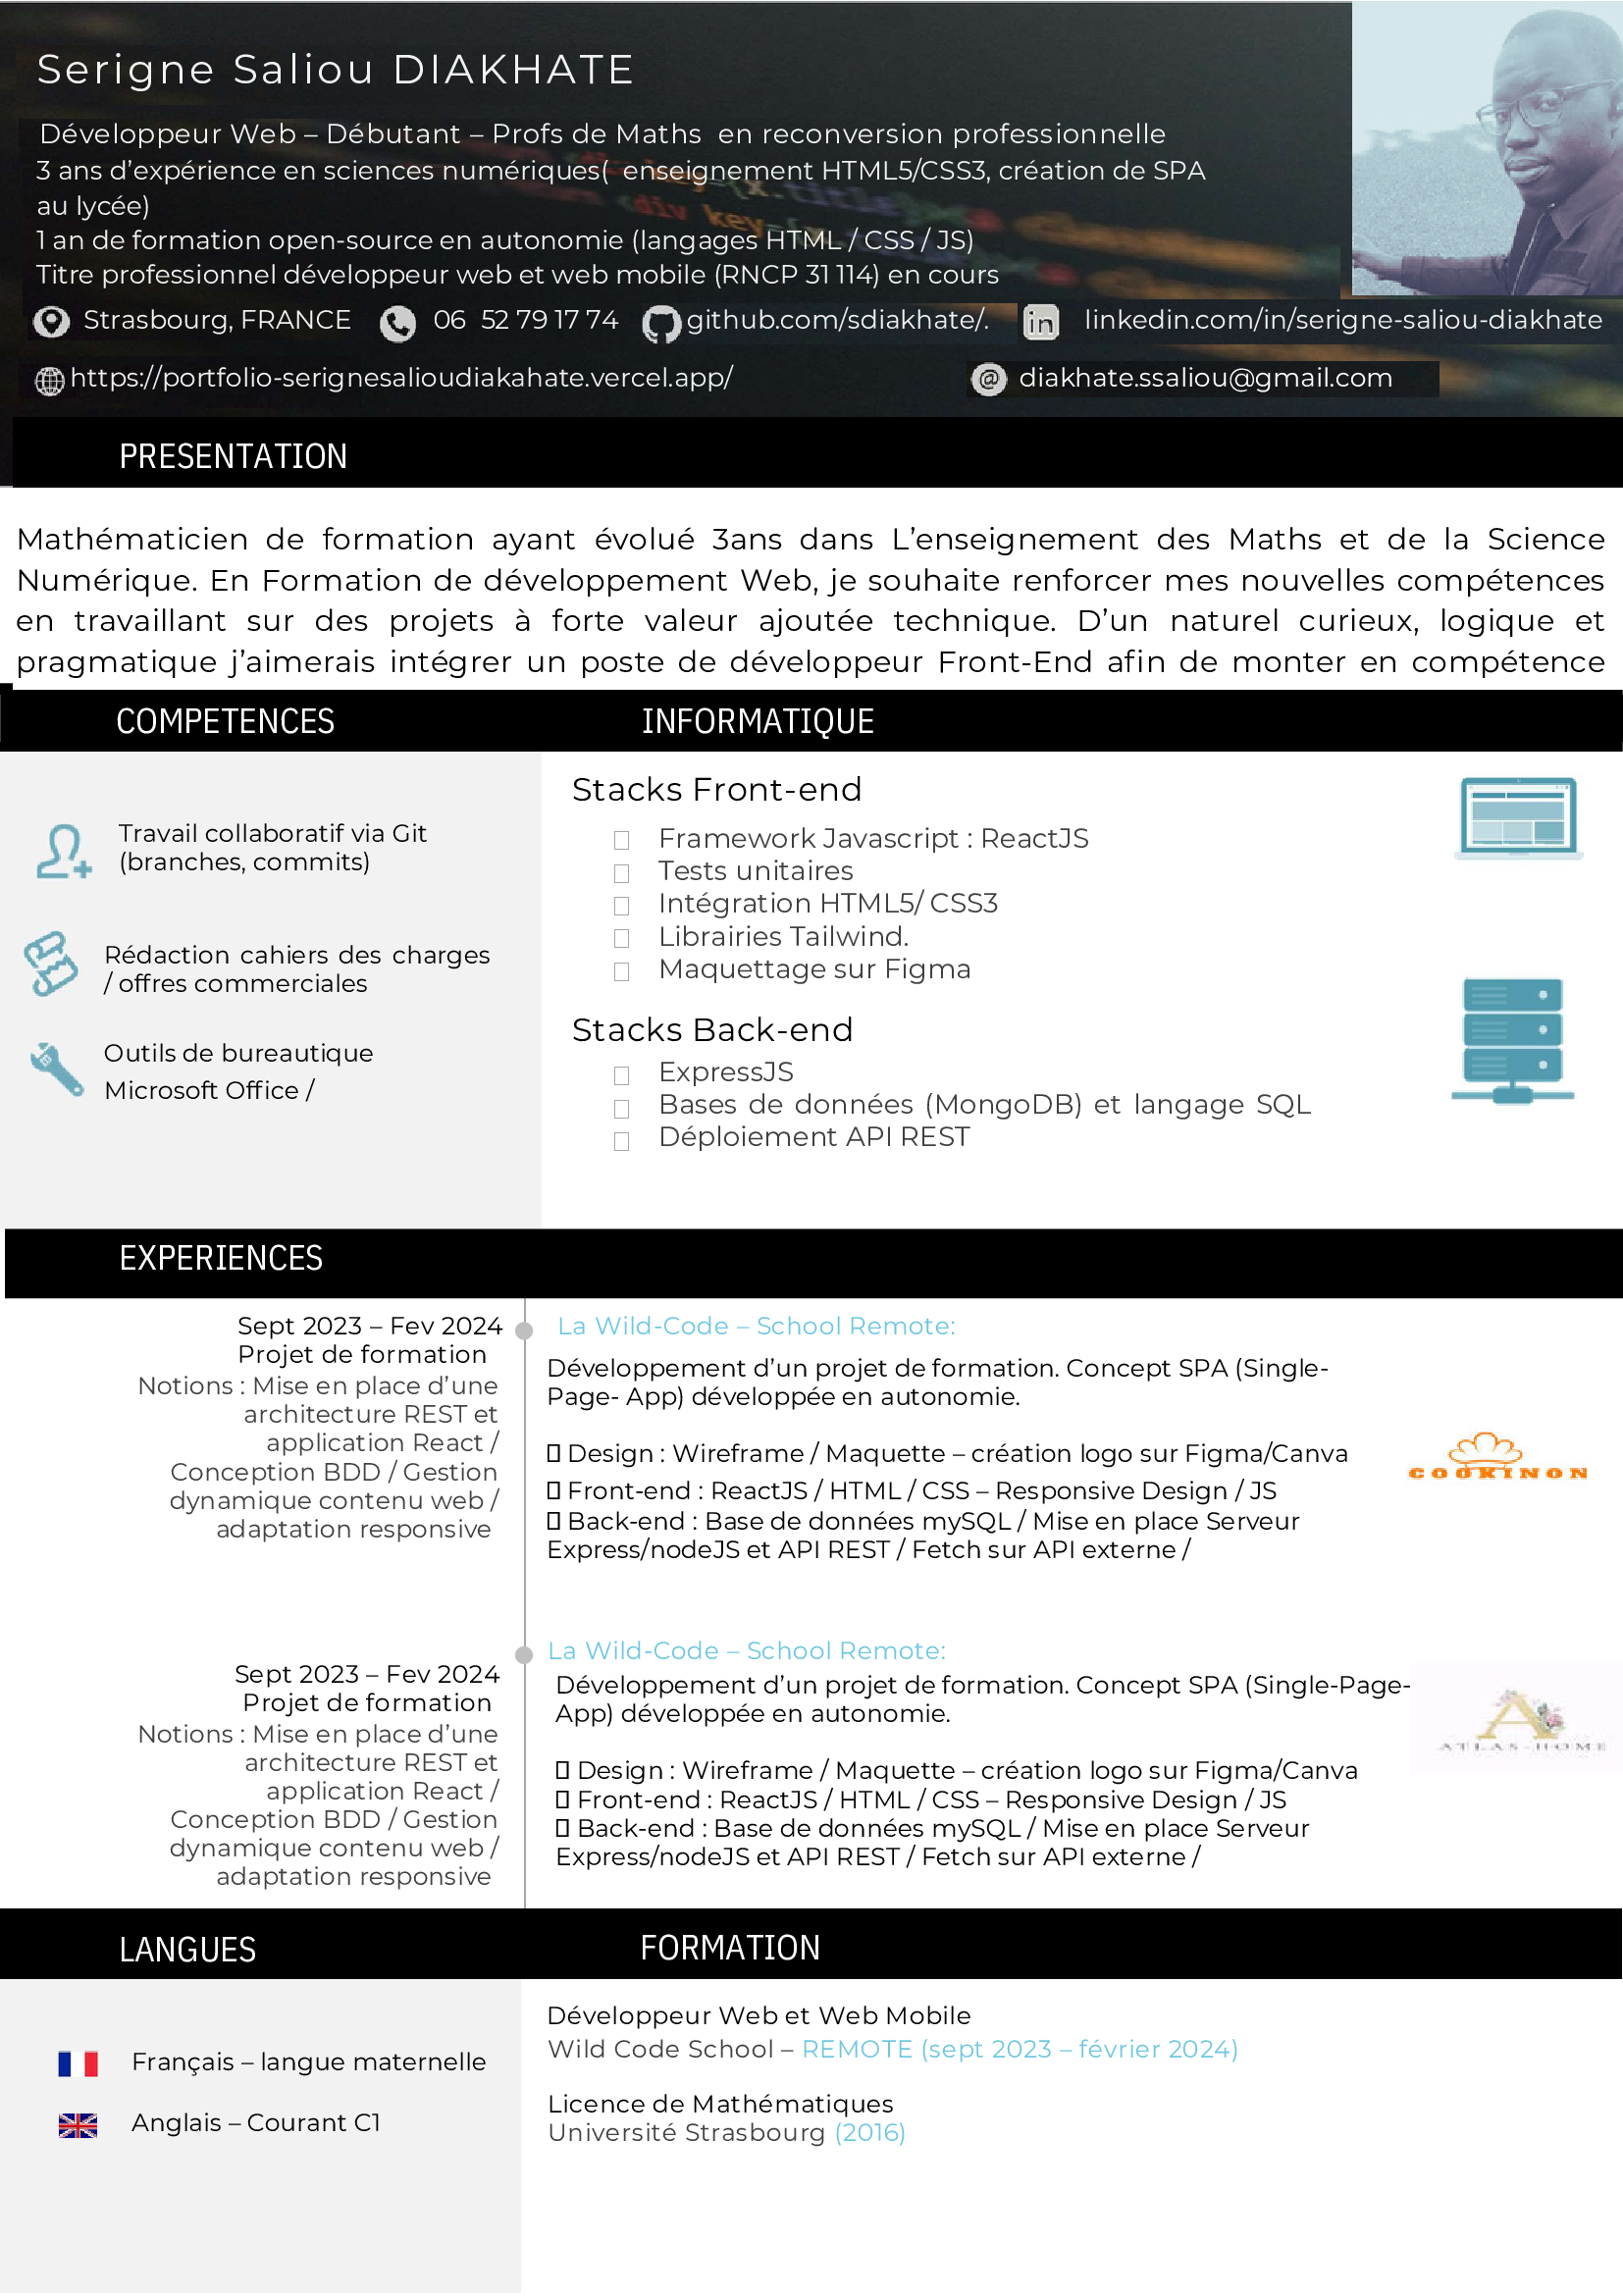 Serigne Saliou DIAKHATE
Développeur Web – Débutant – Profs de Maths en reconversion professionnelle
3 ans d’expérience en sciences numériques( enseignement HTML5/CSS3, création de SPA
au lycée)
1 an de formation open-source en autonomie (langages HTML / CSS / JS)
Titre professionnel développeur web et web mobile (RNCP 31 114) en cours
Strasbourg, FRANCE 06 52 79 17 74 github.com/sdiakhate/. linkedin.com/in/serigne-saliou-diakhate
https://portfolio-serignesalioudiakahate.vercel.app/ diakhate.ssaliou@gmail.com
PRESENTATION
Mathématicien de formation ayant évolué 3ans dans L’enseignement des Maths et de la Science
Numérique. En Formation de développement Web, je souhaite renforcer mes nouvelles compétences
en travaillant sur des projets à forte valeur ajoutée technique. D’un naturel curieux, logique et
pragmatique j’aimerais intégrer un poste de développeur Front-End afin de monter en compétence
COMPETENCES
Travail collaboratif via Git
(branches, commits)
Rédaction cahiers des charges
/ offres commerciales
Outils de bureautique
Microsoft Office /
INFORMATIQUE
Stacks Front-end
Framework Javascript : ReactJS
Tests unitaires
Intégration HTML5/ CSS3
Librairies Tailwind.
Maquettage sur Figma
Stacks Back-end
ExpressJS
Bases de données (MongoDB) et langage SQL
Déploiement API REST
EXPERIENCES
Sept 2023 – Fev 2024
Projet de formation
Notions : Mise en place d’une
architecture REST et
application React /
Conception BDD / Gestion
dynamique contenu web /
adaptation responsive
La Wild-Code – School Remote:
Développement d’un projet de formation. Concept SPA (Single-
Page- App) développée en autonomie.
Design : Wireframe / Maquette – création logo sur Figma/Canva
Front-end : ReactJS / HTML / CSS – Responsive Design / JS
Back-end : Base de données mySQL / Mise en place Serveur
Express/nodeJS et API REST / Fetch sur API externe /
COOKINON
Sept 2023 – Fev 2024
Projet de formation
Notions : Mise en place d’une
architecture REST et
application React /
Conception BDD / Gestion
dynamique contenu web /
adaptation responsive
La Wild-Code – School Remote:
Développement d’un projet de formation. Concept SPA (Single-Page-
App) développée en autonomie.
Design : Wireframe / Maquette – création logo sur Figma/Canva
Front-end : ReactJS / HTML / CSS – Responsive Design / JS
Back-end : Base de données mySQL / Mise en place Serveur
Express/nodeJS et API REST / Fetch sur API externe /
A
ATLAS-HOME
LANGUES
Français – langue maternelle
Anglais – Courant C1
FORMATION
Développeur Web et Web Mobile
Wild Code School – REMOTE (sept 2023 – février 2024)
Licence de Mathématiques
Université Strasbourg (2016)